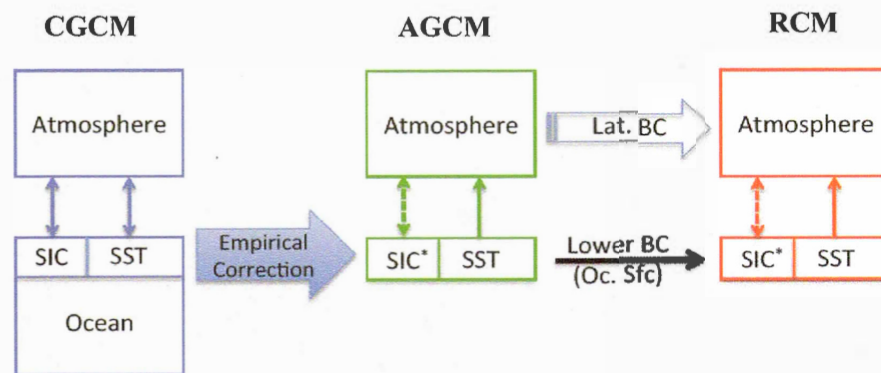 CGCM AGCM RCM
Atmosphere Atmosphere Lat. BC Atmosphere
SIC SST
Empirical
Correction
SIC* SST
Lower BC
(Oc. Sfc)
SIC* SST
Ocean